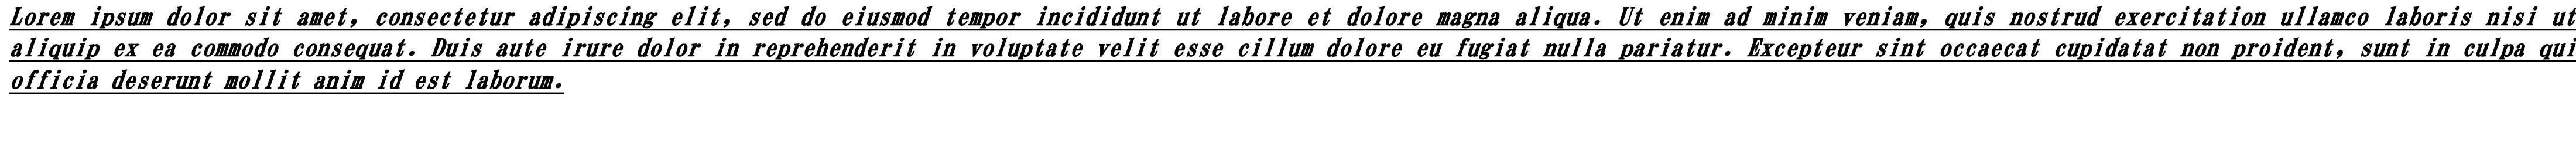 Lorem ipsum dolor sit amet, consectetur adipiscing elit, sed do eiusmod tempor incididunt ut labore et dolore magna aliqua. Ut enim ad minim veniam, quis nostrud exercitation ullamco laboris nisi ut
aliquip ex ea commodo consequat. Duis aute irure dolor in reprehenderit in voluptate velit esse cillum dolore eu fugiat nulla pariatur. Excepteur sint occaecat cupidatat non proident, sunt in culpa qui
officia deserunt mollit anim id est laborum.